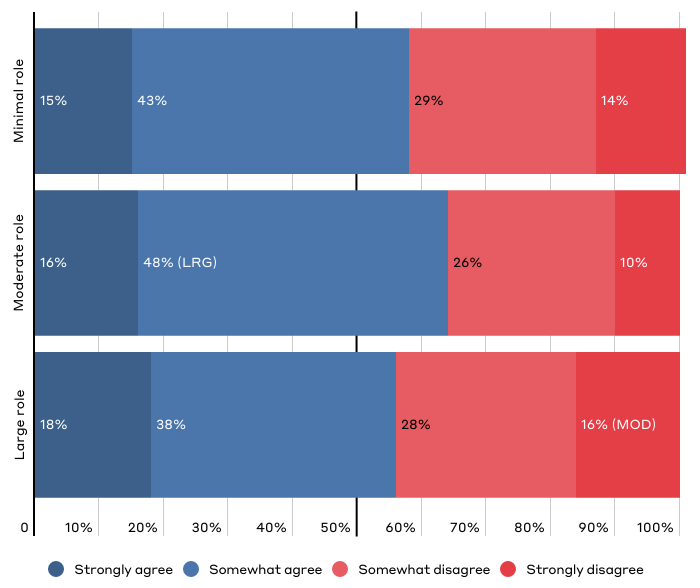 Minimal role
15%
43%
29%
14%
Moderate role
16%
48% (LRG)
26%
10%
Large role
18%
38%
28%
16% (MOD)
0 10% 20% 30% 40% 50% 60% 70% 80% 90% 100%
Strongly agree Somewhat agree Somewhat disagree Strongly disagree